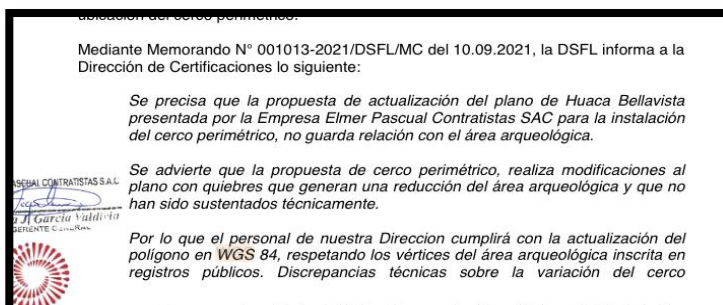 ubicación del cerco perimétrico.
Mediante Memorando N° 001013-2021/DSFL/MC del 10.09.2021, la DSFL informa a la
Dirección de Certificaciones lo siguiente:
Se precisa que la propuesta de actualización del plano de Huaca Bellavista
presentada por la Empresa Elmer Pascual Contratistas SAC para la instalación
del cerco perimétrico, no guarda relación con el área arqueológica.
Se advierte que la propuesta de cerco perimétrico, realiza modificaciones al
plano con quiebres que generan una reducción del área arqueológica y que no
han sido sustentados técnicamente.
CONTRATISTAS S.A.C.
García Valdivia
GERENTE GENERAL
Por lo que el personal de nuestra Direccion cumplirá con la actualización del
polígono en WGS 84, respetando los vértices del área arqueológica inscrita en
registros públicos. Discrepancias técnicas sobre la variación del cerco